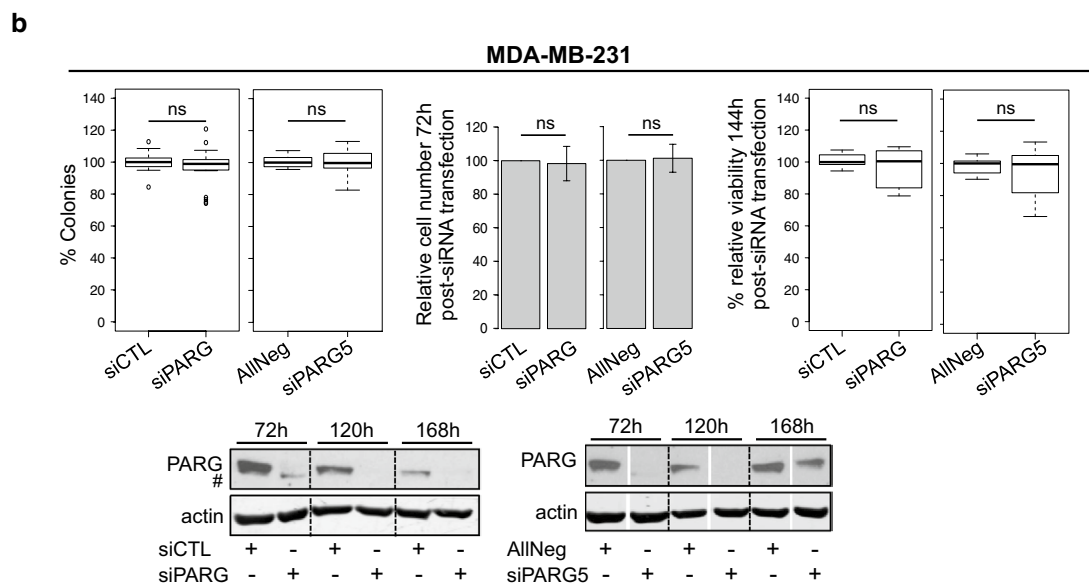 b
MDA-MB-231
% Colonies
140
120
100
80
60
40
20
0
ns
ns
siCTL
siPARG
AllNeg
siPARG5
Relative cell number 72h
post-siRNA transfection
120
100
80
60
40
20
0
ns
ns
siCTL
siPARG
AllNeg
siPARG5
% relative viability 144h
post-siRNA transfection
140
120
100
80
60
40
20
0
ns
ns
siCTL
siPARG
AllNeg
siPARG5
72h 120h 168h
PARG
#
actin
siCTL + - + - + -
siPARG - + - + - +
72h 120h 168h
PARG
actin
AllNeg + - + - + -
siPARG5 - + - + - +